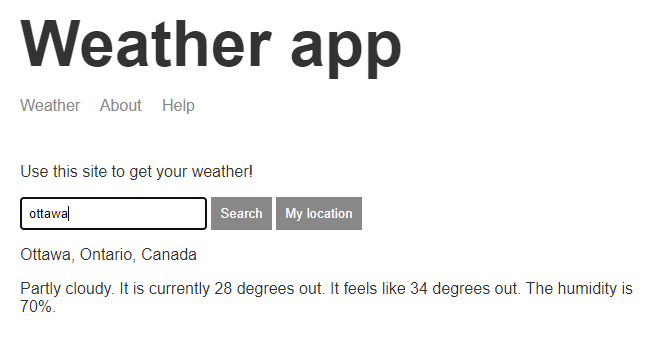 Weather app
Weather About Help
Use this site to get your weather!
ottawa Search My location
Ottawa, Ontario, Canada
Partly cloudy. It is currently 28 degrees out. It feels like 34 degrees out. The humidity is
70%.